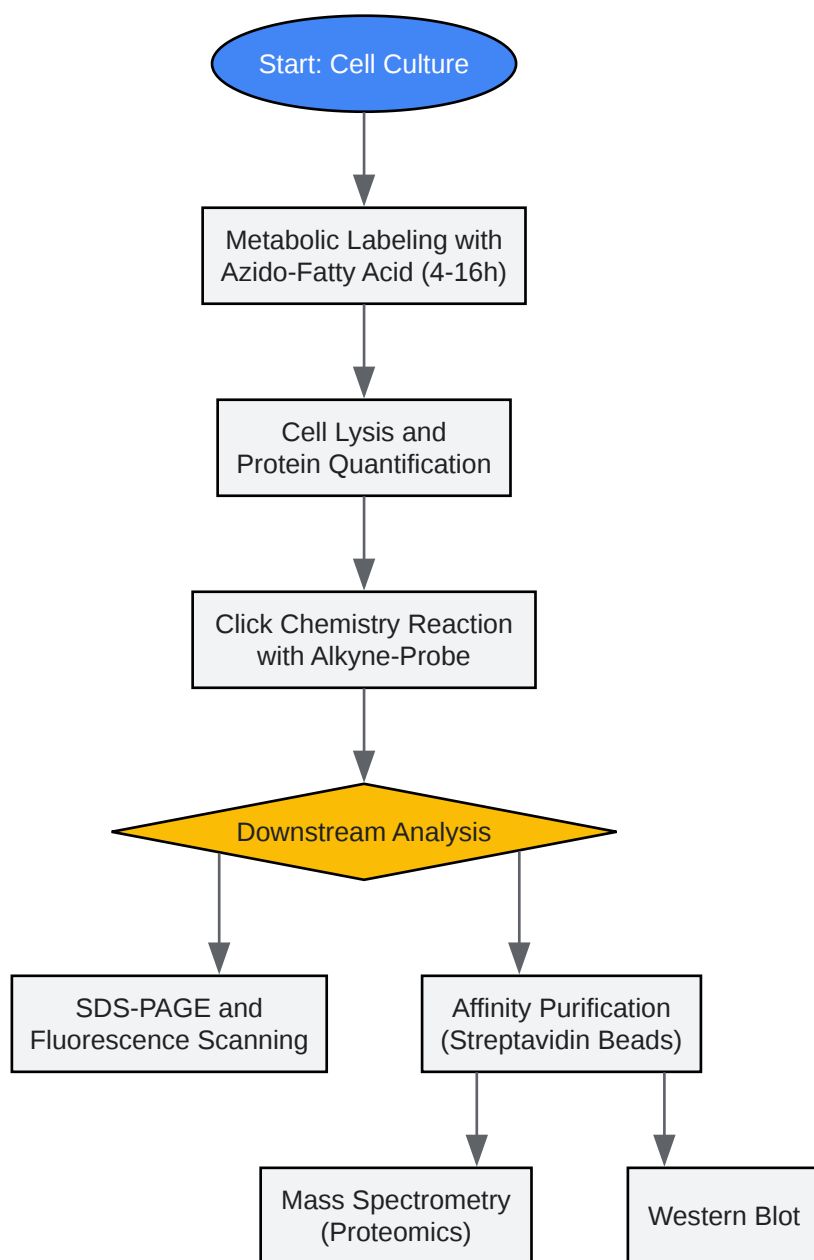 Start: Cell Culture
Metabolic Labeling with
Azido-Fatty Acid (4-16h)
Cell Lysis and
Protein Quantification
Click Chemistry Reaction
with Alkyne-Probe
Downstream Analysis
SDS-PAGE and
Fluorescence Scanning
Affinity Purification
(Streptavidin Beads)
Mass Spectrometry
(Proteomics)
Western Blot